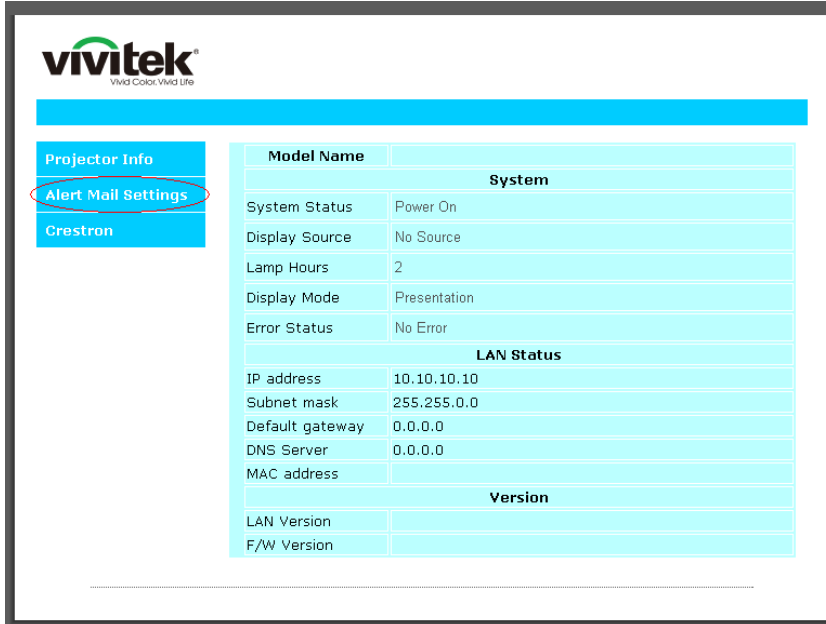 vivitek®
Vivid Color. Vivid Life
Projector Info
Alert Mail Settings
Crestron
Model Name
System
System Status Power On
Display Source No Source
Lamp Hours 2
Display Mode Presentation
Error Status No Error
LAN Status
IP address 10.10.10.10
Subnet mask 255.255.0.0
Default gateway 0.0.0.0
DNS Server 0.0.0.0
MAC address
Version
LAN Version
F/W Version